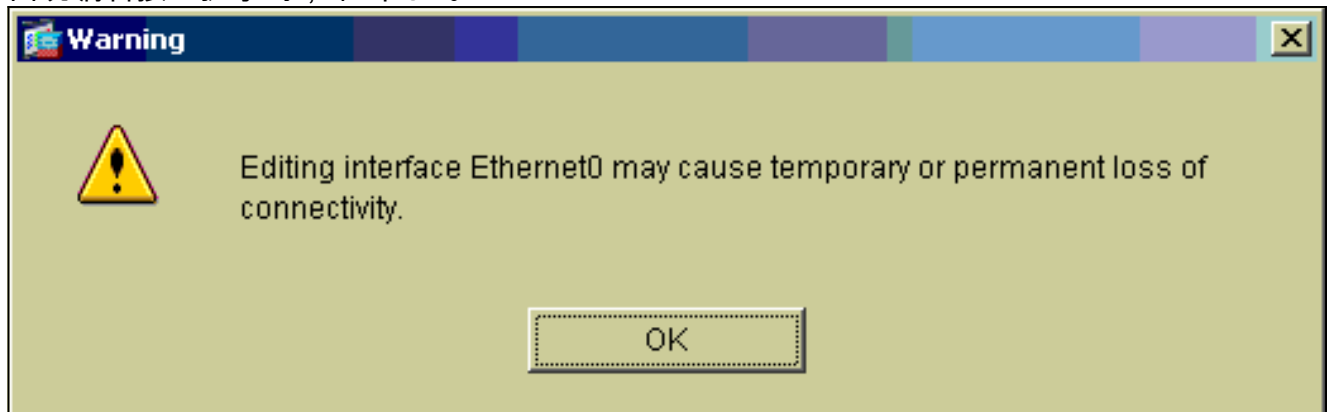 Warning
Editing interface Ethernet0 may cause temporary or permanent loss of
connectivity.
OK